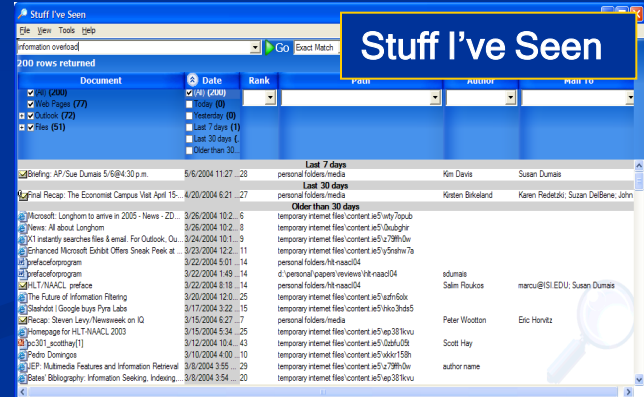 Stuff I've Seen
Stuff I've Seen
File View Tools Help
information overload Go Exact Match
200 rows returned
Document Date Rank Path Author Mail To
(All) (200) (All) (200)
Web Pages (77) Today (0)
Outlook (72) Yesterday (0)
Files (51) Last 7 days (1)
Last 30 days (
Older than 30...
Last 7 days
Briefing: AP/Sue Dumais 5/6@4:30 p.m. 5/6/2004 11:27 ... 28 personal folders/media Kim Davis Susan Dumais
Last 30 days
Final Recap: The Economist Campus Visit April 15-... 4/20/2004 6:21 ... 27 personal folders/media Kirsten Birkeland Karen Redetzki; Suzan DelBene; John
Older than 30 days
Microsoft: Longhorn to arrive in 2005 - News - ZD... 3/26/2004 10:2... 6 temporary internet files\content.ie5\wty7opub
News: All about Longhorn 3/26/2004 10:2... 8 temporary internet files\content.ie5\0xubghir
X1 instantly searches files & email. For Outlook, Ou... 3/24/2004 10:1... 9 temporary internet files\content.ie5\z79ffh0w
Enhanced Microsoft Exhibit Offers Sneak Peek at ... 3/23/2004 12:2... 11 temporary internet files\content.ie5\y5nshw7a
prefaceforprogram 3/22/2004 5:01 ... 14 personal folders/hlt-naacl04
prefaceforprogram 3/22/2004 1:49 ... 14 d:\personal\papers\reviews\hlt-naacl04 sdumais
HLT/NAACL preface 3/22/2004 8:18 ... 14 personal folders/hlt-naacl04 Salim Roukos marcu@ISI.EDU; Susan Dumais
The Future of Information Filtering 3/20/2004 12:0... 25 temporary internet files\content.ie5\szfn6olx
Slashdot | Google buys Pyra Labs 3/17/2004 3:22 ... 15 temporary internet files\content.ie5\hko3hds5
Recap: Steven Levy/Newsweek on IQ 3/15/2004 6:27 ... 7 personal folders/media Peter Wootton Eric Horvitz
Homepage for HLT-NAACL 2003 3/15/2004 5:34 ... 25 temporary internet files\content.ie5\ep381kvu
pc301_scotthay[1] 3/12/2004 10:4... 43 temporary internet files\content.ie5\0zbfu05t Scott Hay
Pedro Domingos 3/10/2004 4:00 ... 10 temporary internet files\content.ie5\xkkr158h
JEP: Multimedia Features and Information Retrieval 3/8/2004 3:55 ... 29 temporary internet files\content.ie5\z79ffh0w author name
Bates' Bibliography: Information Seeking, Indexing,... 3/8/2004 3:54 ... 20 temporary internet files\content.ie5\ep381kvu